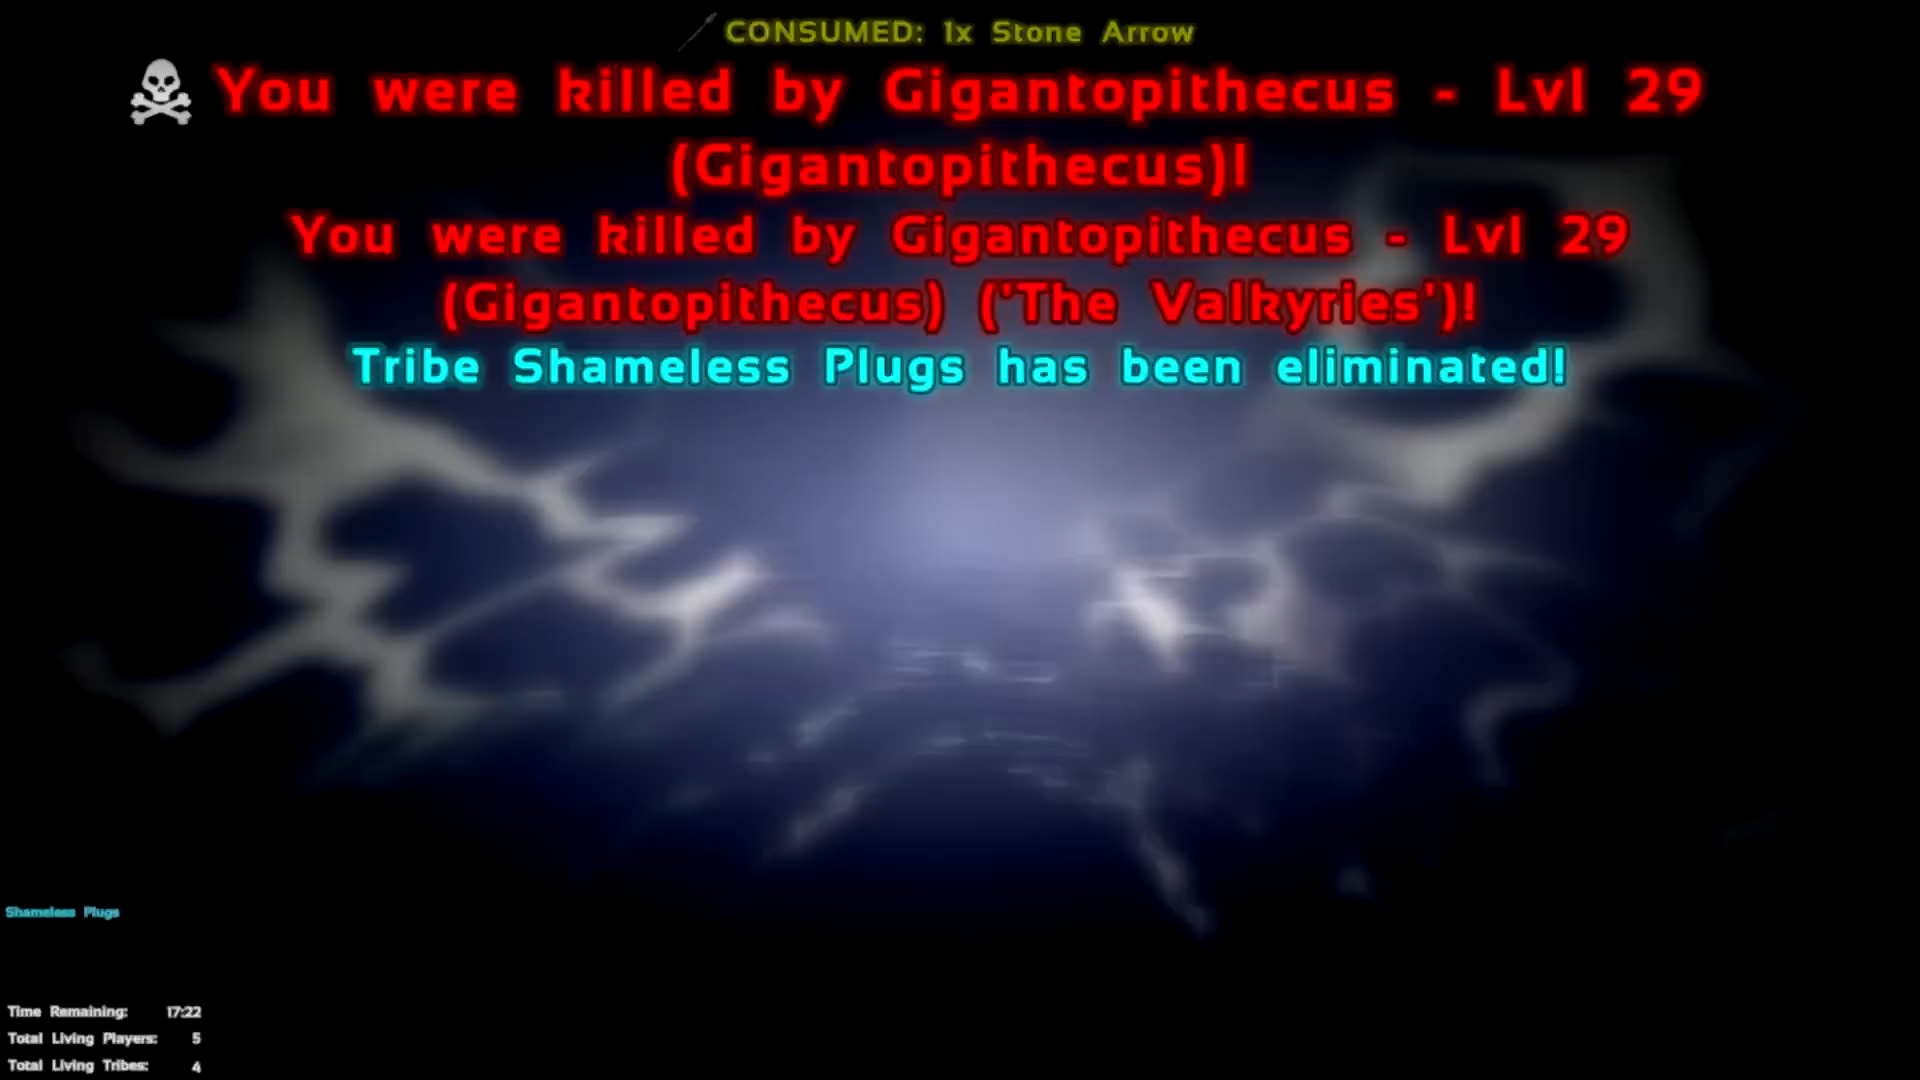 CONSUMED: 1x Stone Arrow
You were killed by Gigantopithecus - Lvl 29
(Gigantopithecus)!
You were killed by Gigantopithecus - Lvl 29
(Gigantopithecus) ('The Valkyries')!
Tribe Shameless Plugs has been eliminated!
Shameless Plugs
Time Remaining: 17:22
Total Living Players: 5
Total Living Tribes: 4